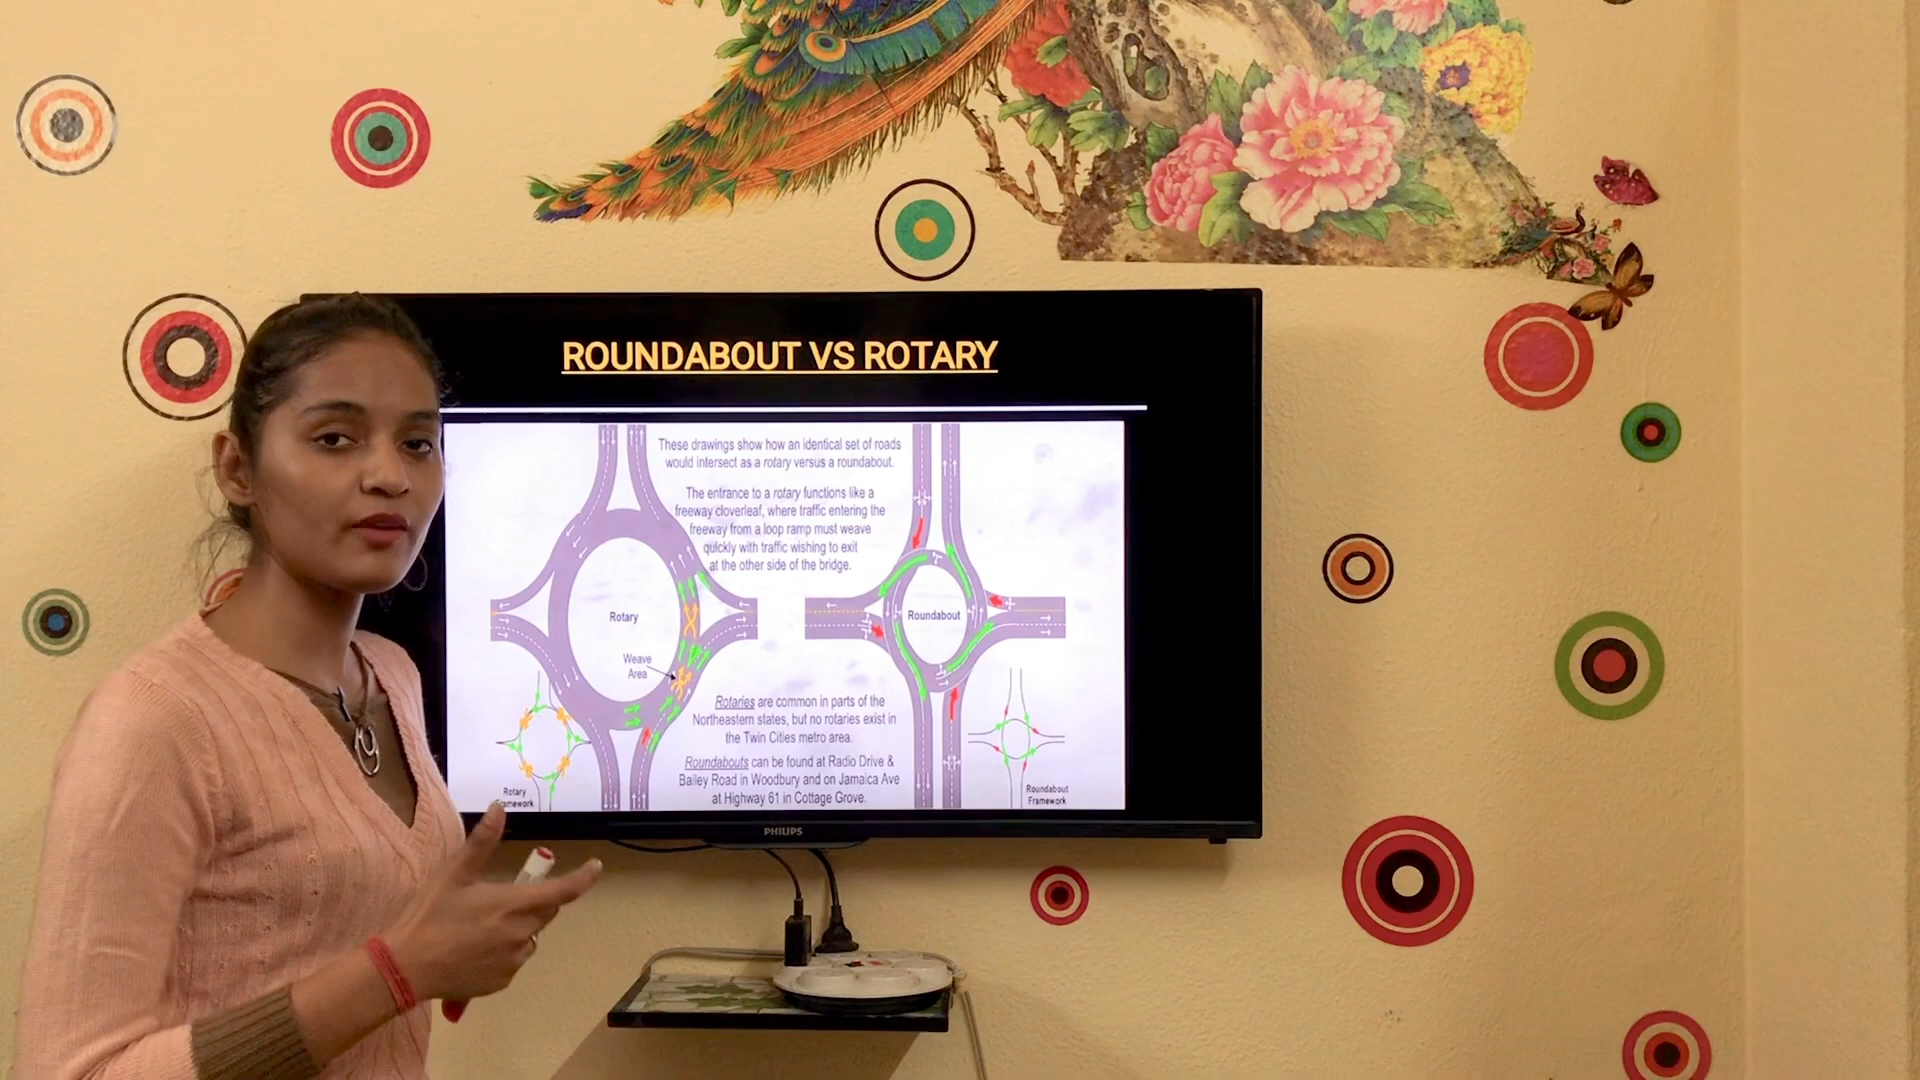 ROUNDABOUT VS ROTARY
These drawings show how an identical set of roads
would intersect as a rotary versus a roundabout.
The entrance to a rotary functions like a
freeway cloverleaf, where traffic entering the
freeway from a loop ramp must weave
quickly with traffic wishing to exit
at the other side of the bridge.
Rotary
Roundabout
Weave
Area
Rotaries are common in parts of the
Northeastern states, but no rotaries exist in
the Twin Cities metro area.
Roundabouts can be found at Radio Drive &
Bailey Road in Woodbury and on Jamaica Ave
at Highway 61 in Cottage Grove.
Rotary
Framework
Roundabout
Framework
PHILIPS